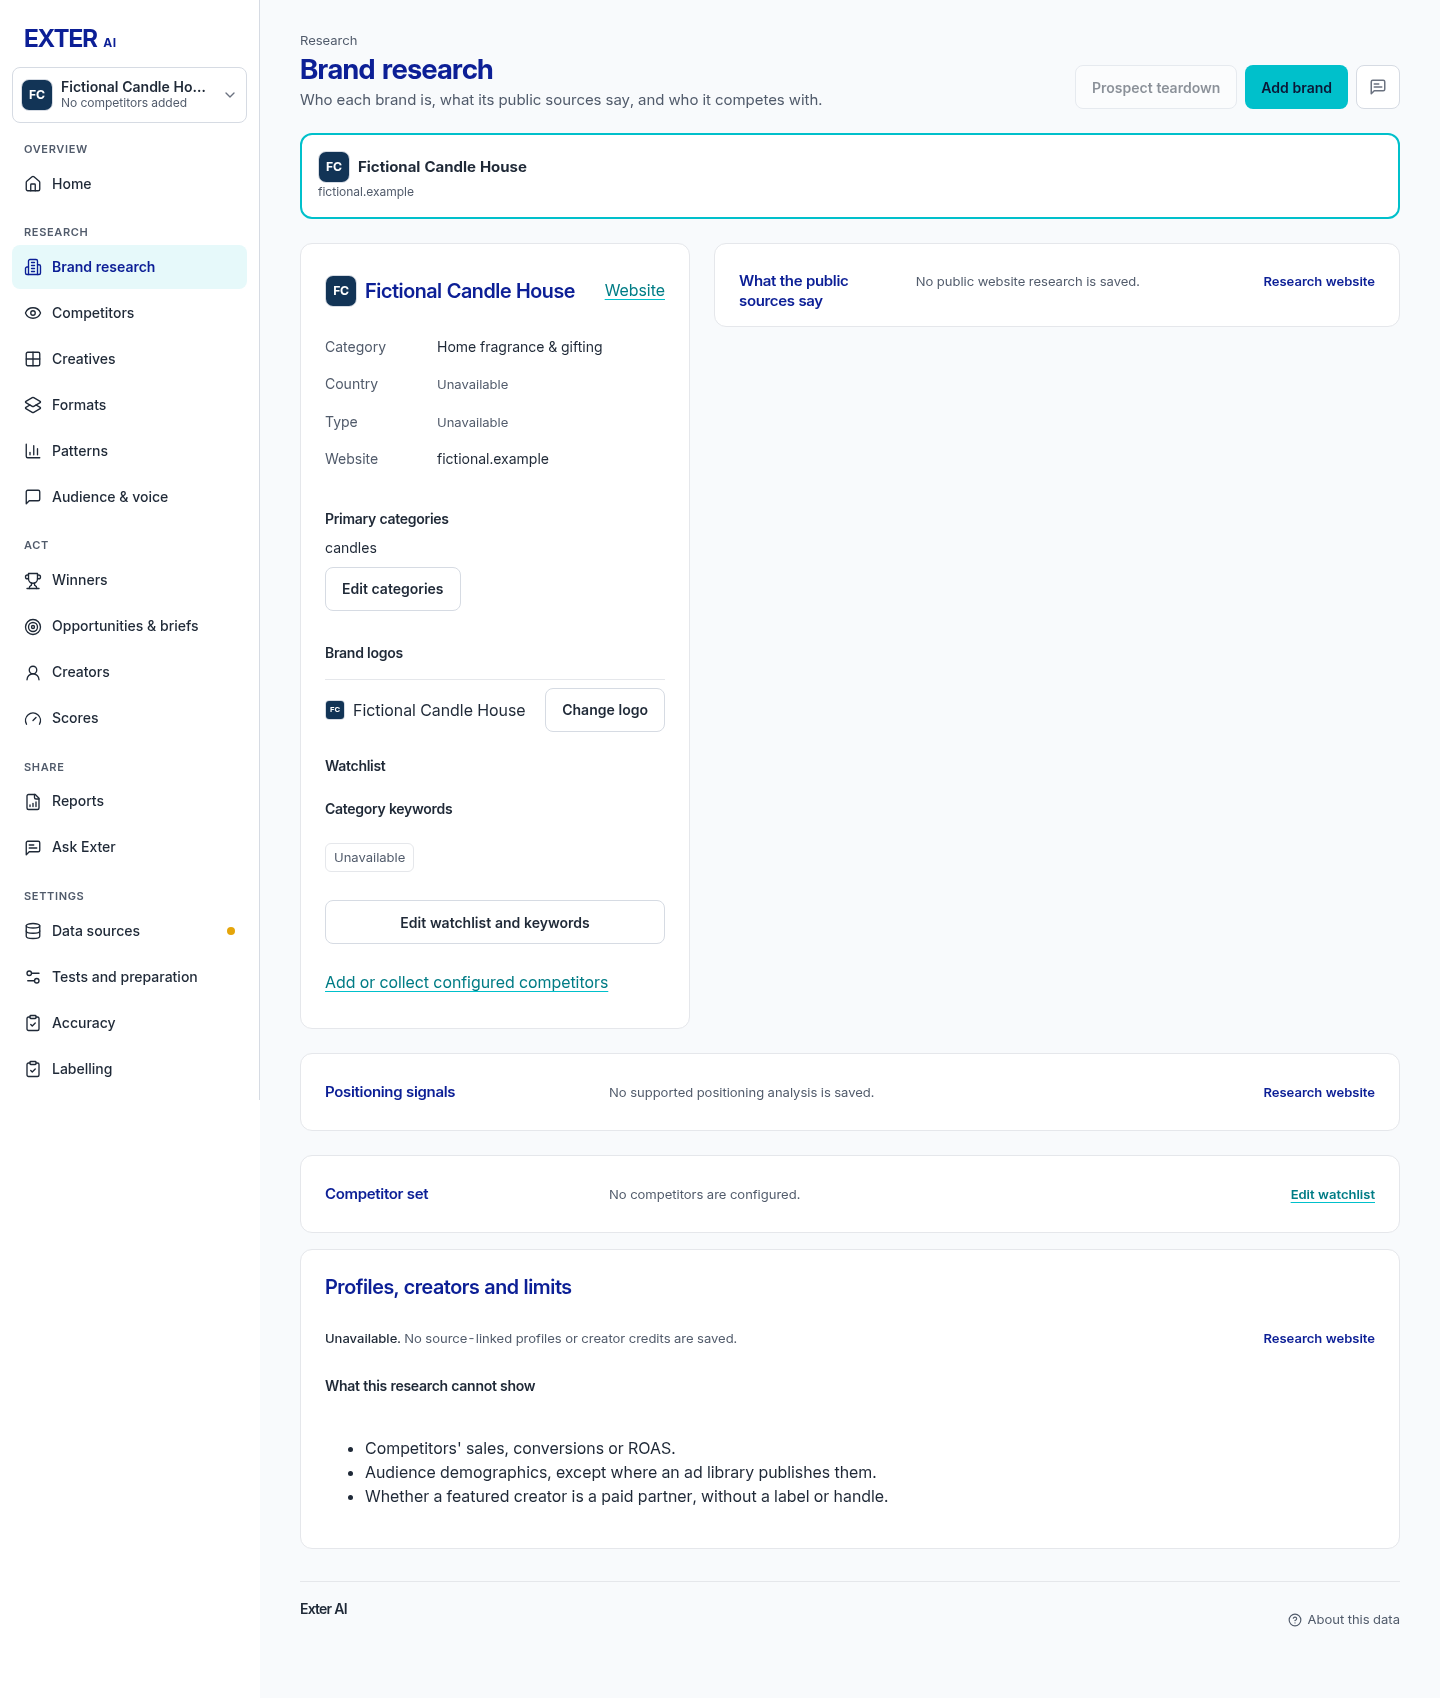 EXTER AI
FC
Fictional Candle Ho...
No competitors added
OVERVIEW
Home
RESEARCH
Brand research
Competitors
Creatives
Formats
Patterns
Audience & voice
ACT
Winners
Opportunities & briefs
Creators
Scores
SHARE
Reports
Ask Exter
SETTINGS
Data sources
Tests and preparation
Accuracy
Labelling
Research
Brand research
Who each brand is, what its public sources say, and who it competes with.
Prospect teardown
Add brand
FC
Fictional Candle House
fictional.example
FC
Fictional Candle House
Website
Category Home fragrance & gifting
Country Unavailable
Type Unavailable
Website fictional.example
Primary categories
candles
Edit categories
Brand logos
FC
Fictional Candle House
Change logo
Watchlist
Category keywords
Unavailable
Edit watchlist and keywords
Add or collect configured competitors
What the public
sources say
No public website research is saved.
Research website
Positioning signals
No supported positioning analysis is saved.
Research website
Competitor set
No competitors are configured.
Edit watchlist
Profiles, creators and limits
Unavailable. No source-linked profiles or creator credits are saved.
Research website
What this research cannot show
• Competitors' sales, conversions or ROAS.
• Audience demographics, except where an ad library publishes them.
• Whether a featured creator is a paid partner, without a label or handle.
Exter AI
About this data